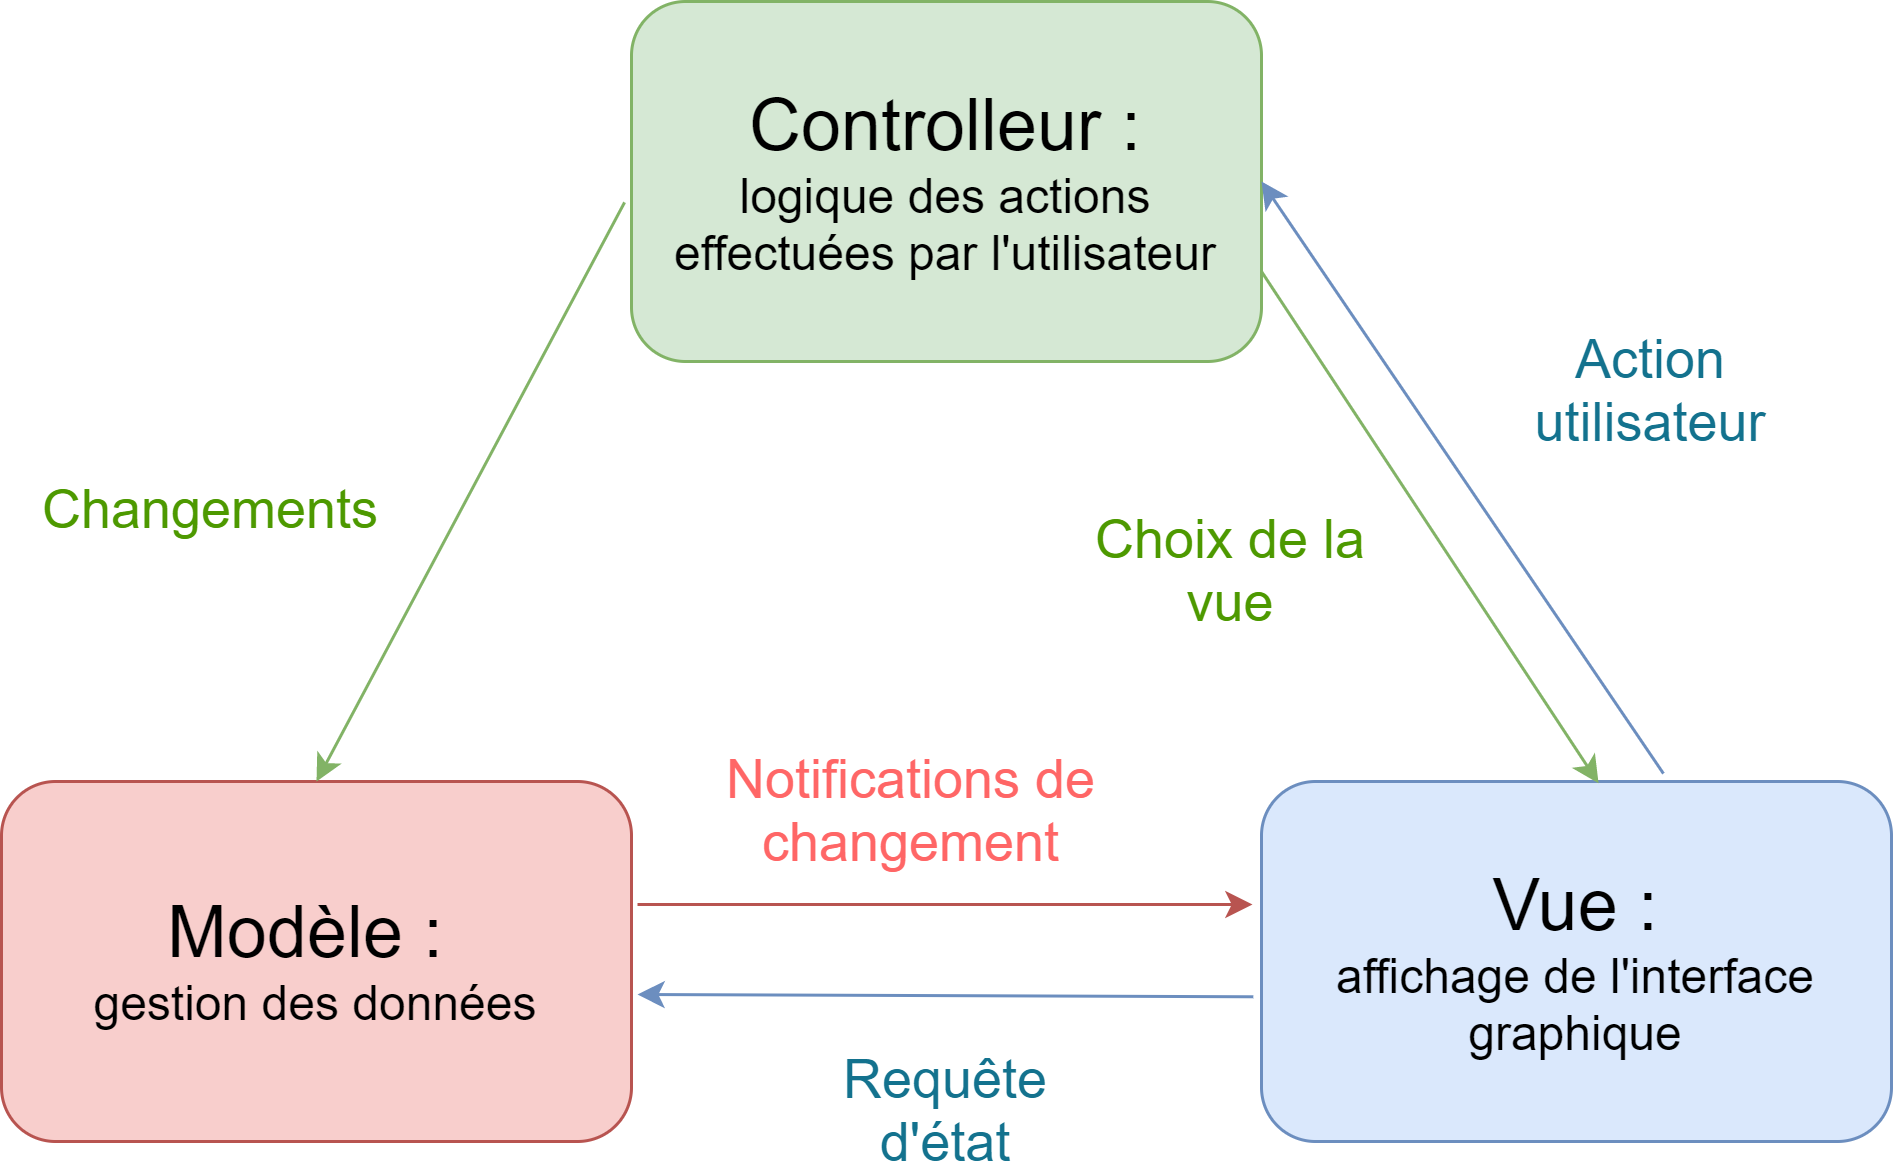 Controlleur :
logique des actions
effectuées par l'utilisateur
Action
utilisateur
Changements
Choix de la
vue
Notifications de
changement
Modèle :
gestion des données
Vue :
affichage de l'interface
graphique
Requête
d'état